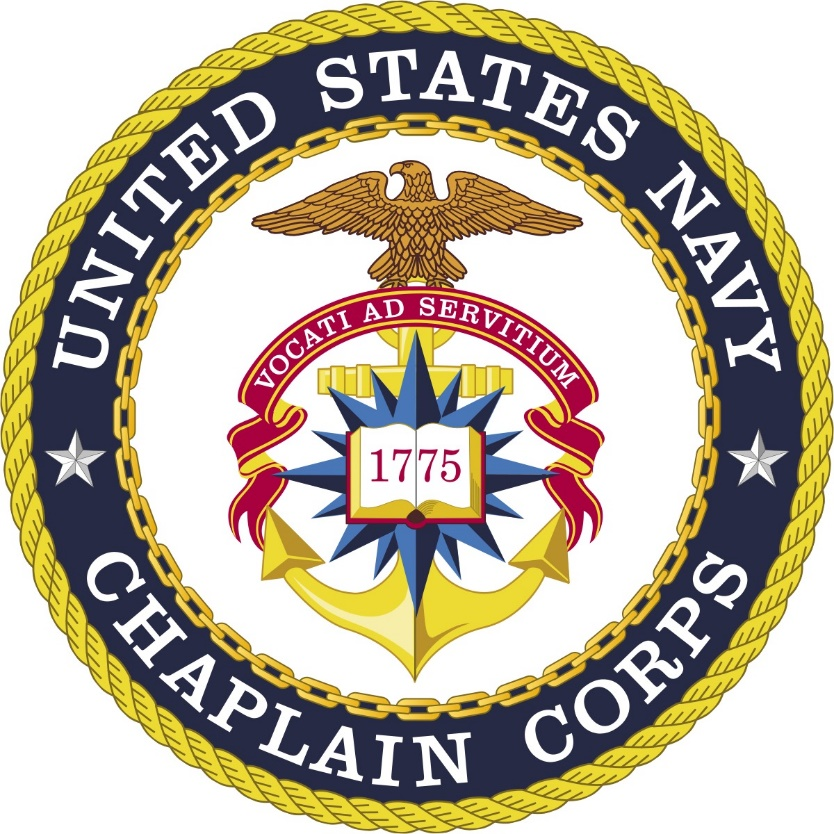 UNITED STATES NAVY
VOCATI AD SERVITIUM
1775
CHAPLAIN CORPS